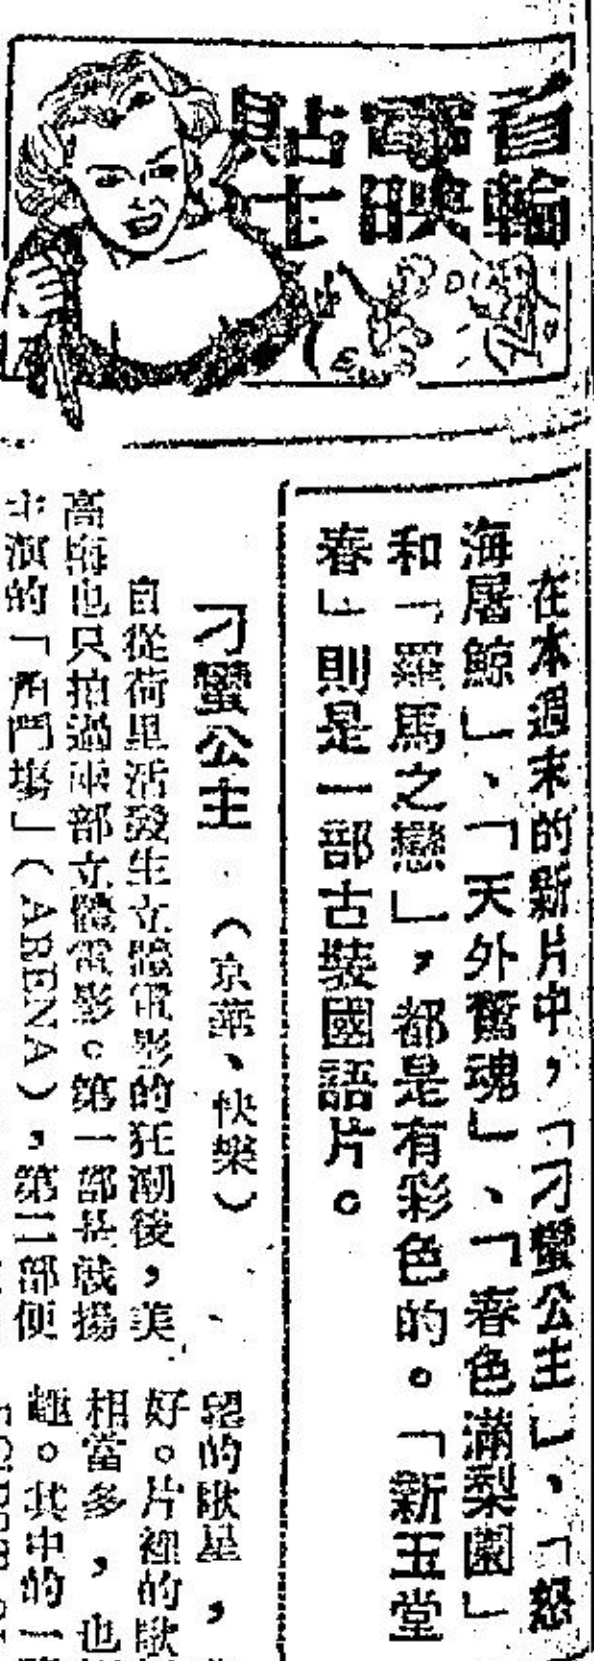 首輪
電映
貼士
在本週末的新片中，「刁蠻公主」、「怒
海屠鯨」、「天外驚魂」、「春色滿梨園」
和「羅馬之戀」，都是有彩色的。「新玉堂
春」則是一部古裝國語片。
刁蠻公主（京華、快樂）
自從荷里活發生立體電影的狂潮後，美
高梅也只拍過兩部立體電影。第一部是戟揚
主演的「角鬥塲」（ARENA），第二部便
的歌星，
好。片裡的歌
相當多，也
趣。其中的一